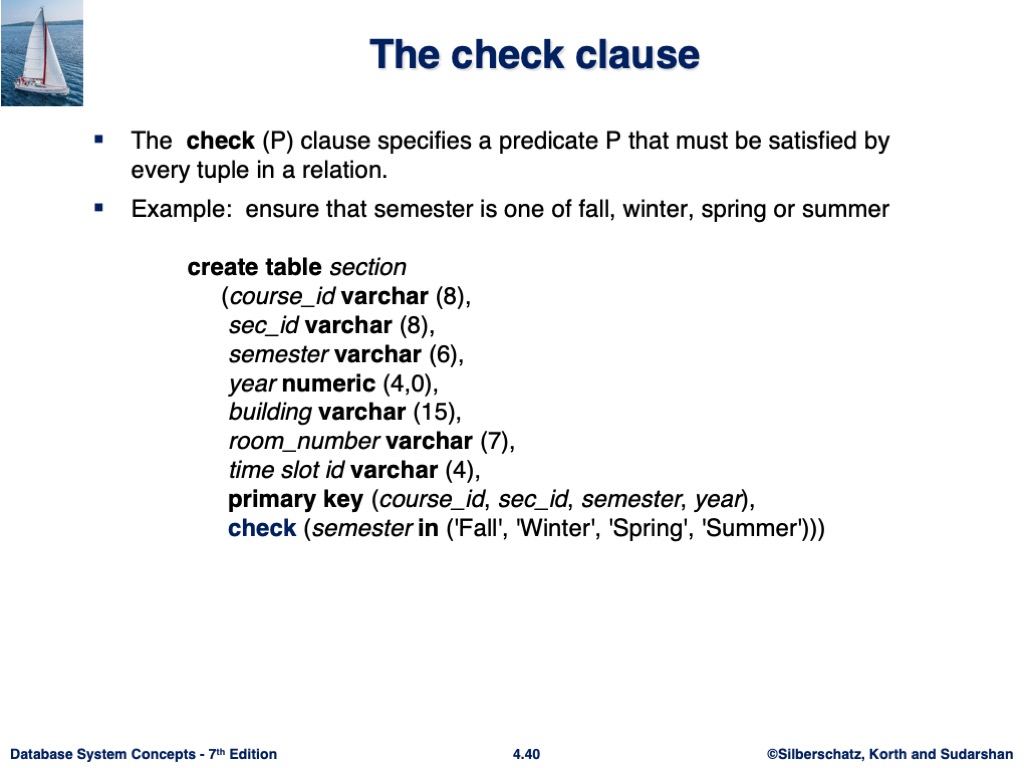 The check clause
The check (P) clause specifies a predicate P that must be satisfied by
every tuple in a relation.
Example: ensure that semester is one of fall, winter, spring or summer
create table section
(course_id varchar (8),
sec_id varchar (8),
semester varchar (6),
year numeric (4,0),
building varchar (15),
room_number varchar (7),
time slot id varchar (4),
primary key (course_id, sec_id, semester, year),
check (semester in ('Fall', 'Winter', 'Spring', 'Summer')))
Database System Concepts - 7th Edition
4.40
©Silberschatz, Korth and Sudarshan